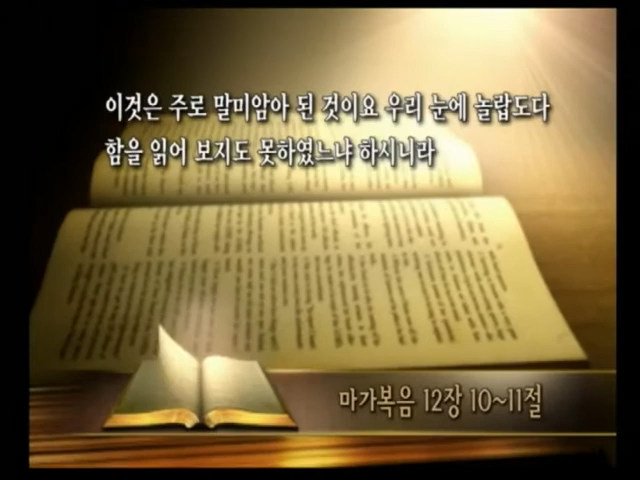 이것은 주로 말미암아 된 것이요 우리 눈에 놀랍도다
함을 읽어 보지도 못하였느냐 하시니라
마가복음 12장 10~11절